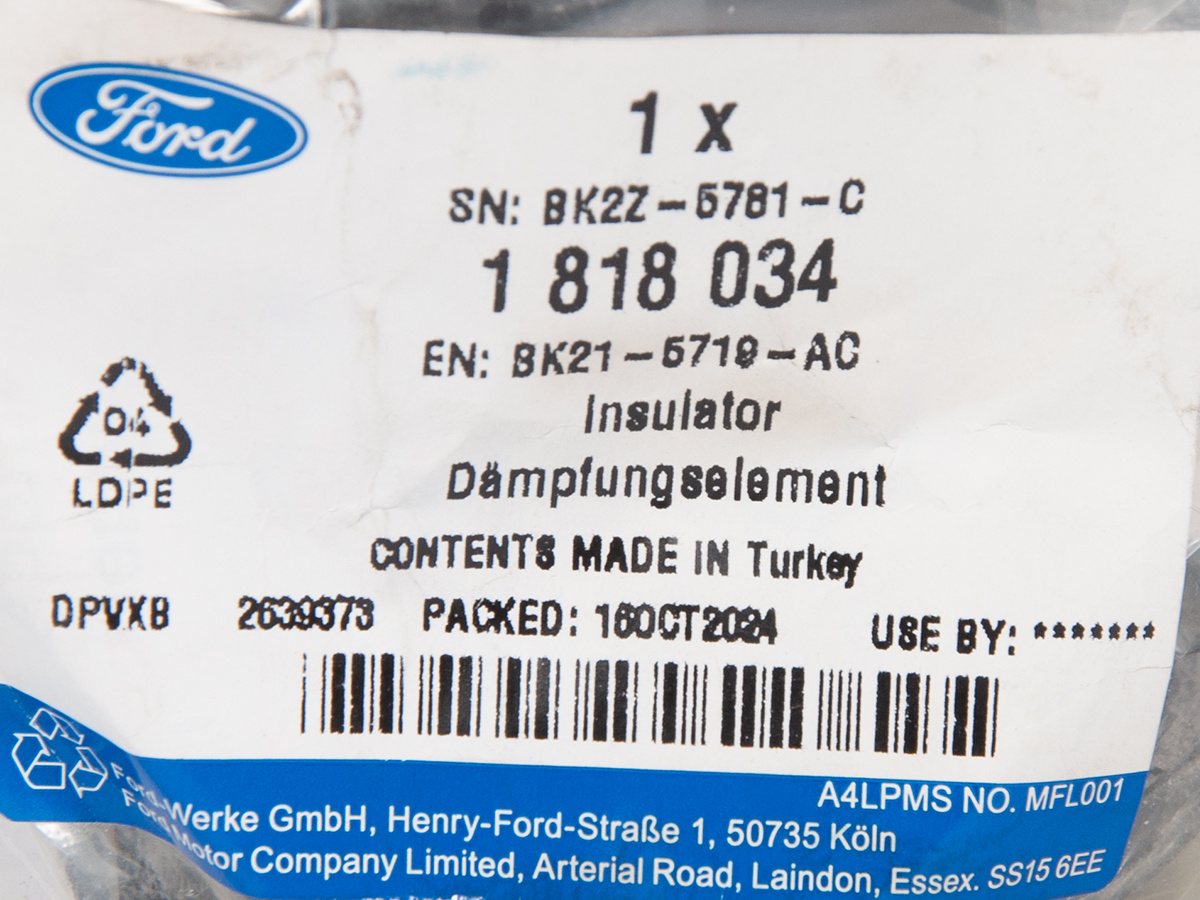 Ford
1 x
SN: BK2Z-5781-C
1 818 034
EN: BK21-5719-AC
Insulator
Dämpfungselement
04
LDPE
CONTENTS MADE IN Turkey
DPVXB 2639373 PACKED: 16OCT2024 USE BY: *******
A4LPMS NO. MFL001
Ford-Werke GmbH, Henry-Ford-Straße 1, 50735 Köln
Ford Motor Company Limited, Arterial Road, Laindon, Essex. SS15 6EE